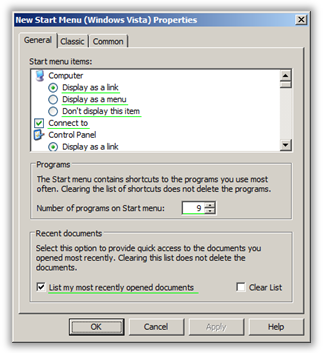 New Start Menu (Windows Vista) Properties
General Classic Common
Start menu items:
Computer
Display as a link
Display as a menu
Don't display this item
Connect to
Control Panel
Display as a link
Programs
The Start menu contains shortcuts to the programs you use most
often. Clearing the list of shortcuts does not delete the programs.
Number of programs on Start menu: 9
Recent documents
Select this option to provide quick access to the documents you
opened most recently. Clearing this list does not delete the
documents.
List my most recently opened documents Clear List
OK Cancel Apply Help